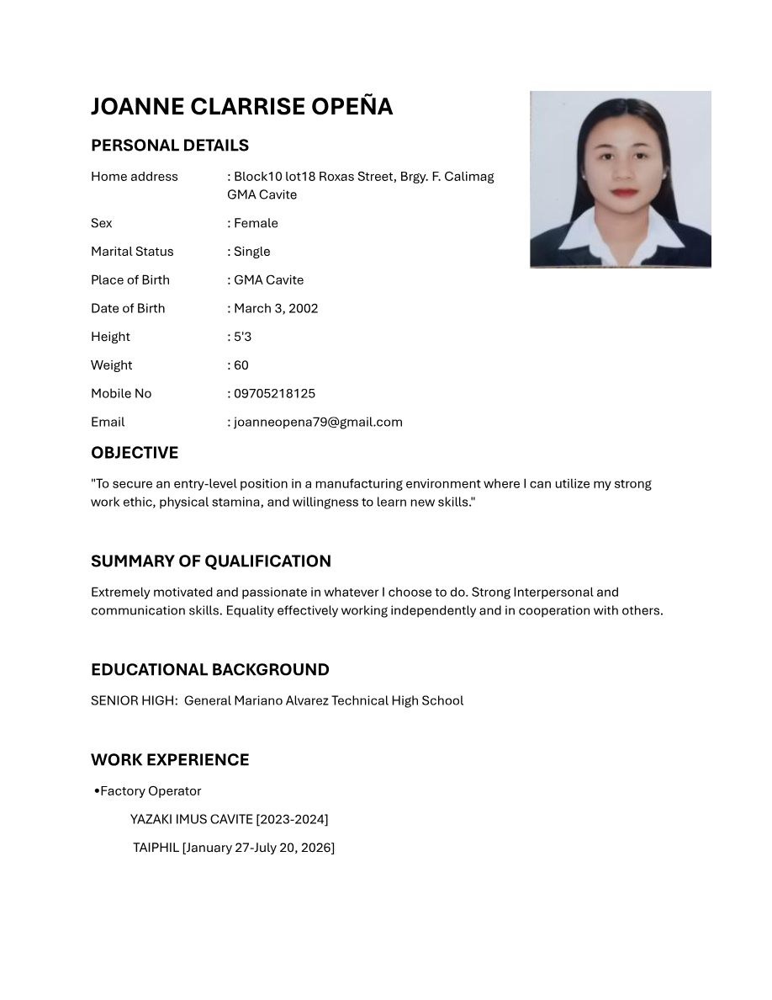 JOANNE CLARRISE OPEÑA
PERSONAL DETAILS
Home address : Block10 lot18 Roxas Street, Brgy. F. Calimag
GMA Cavite
Sex : Female
Marital Status : Single
Place of Birth : GMA Cavite
Date of Birth : March 3, 2002
Height : 5'3
Weight : 60
Mobile No : 09705218125
Email : joanneopena79@gmail.com
OBJECTIVE
"To secure an entry-level position in a manufacturing environment where I can utilize my strong
work ethic, physical stamina, and willingness to learn new skills."
SUMMARY OF QUALIFICATION
Extremely motivated and passionate in whatever I choose to do. Strong Interpersonal and
communication skills. Equality effectively working independently and in cooperation with others.
EDUCATIONAL BACKGROUND
SENIOR HIGH: General Mariano Alvarez Technical High School
WORK EXPERIENCE
•Factory Operator
YAZAKI IMUS CAVITE [2023-2024]
TAIPHIL [January 27-July 20, 2026]